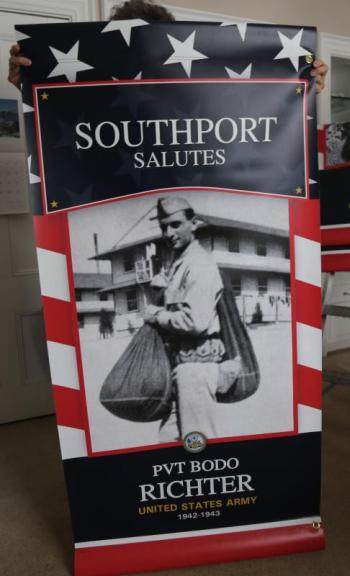 SOUTHPORT
SALUTES
PVT BODO
RICHTER
UNITED STATES ARMY
1942-1943